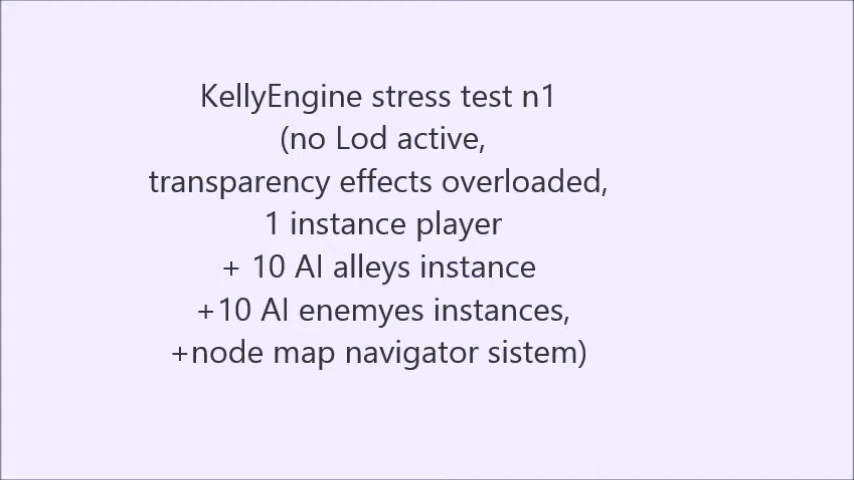 KellyEngine stress test n1
(no Lod active,
transparency effects overloaded,
1 instance player
+ 10 AI alleys instance
+10 AI enemyes instances,
+node map navigator sistem)